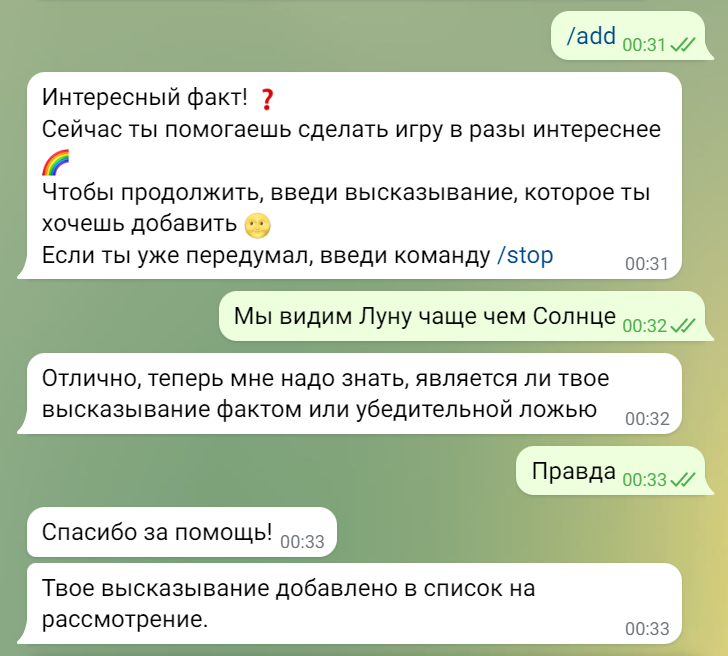 /add 00:31
Интересный факт! ❓
Сейчас ты помогаешь сделать игру в разы интереснее
🌈
Чтобы продолжить, введи высказывание, которое ты
хочешь добавить 🌝
Если ты уже передумал, введи команду /stop 00:31
Мы видим Луну чаще чем Солнце 00:32
Отлично, теперь мне надо знать, является ли твое
высказывание фактом или убедительной ложью 00:32
Правда 00:33
Спасибо за помощь! 00:33
Твое высказывание добавлено в список на
рассмотрение. 00:33